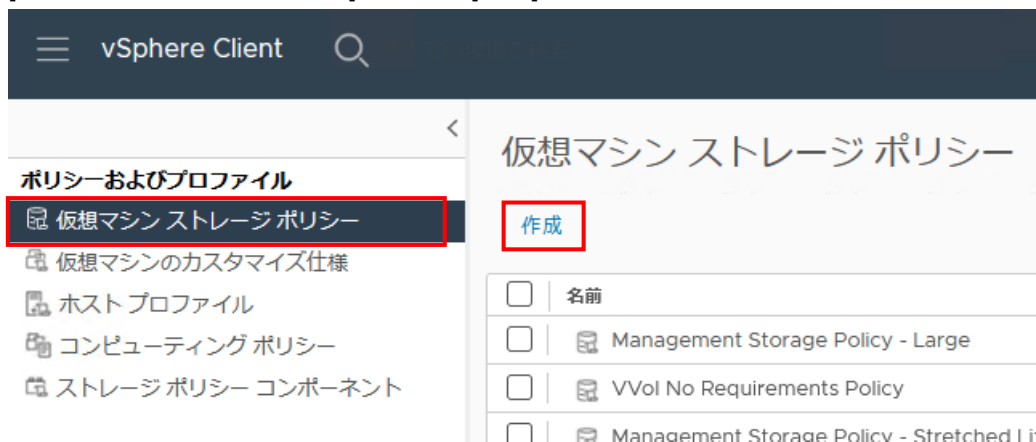 vSphere Client
仮想マシン ストレージ ポリシー
ポリシーおよびプロファイル
仮想マシン ストレージ ポリシー
仮想マシンのカスタマイズ仕様
ホスト プロファイル
コンピューティング ポリシー
ストレージ ポリシー コンポーネント
作成
名前
Management Storage Policy - Large
VVol No Requirements Policy
Management Storage Policy - Stretched